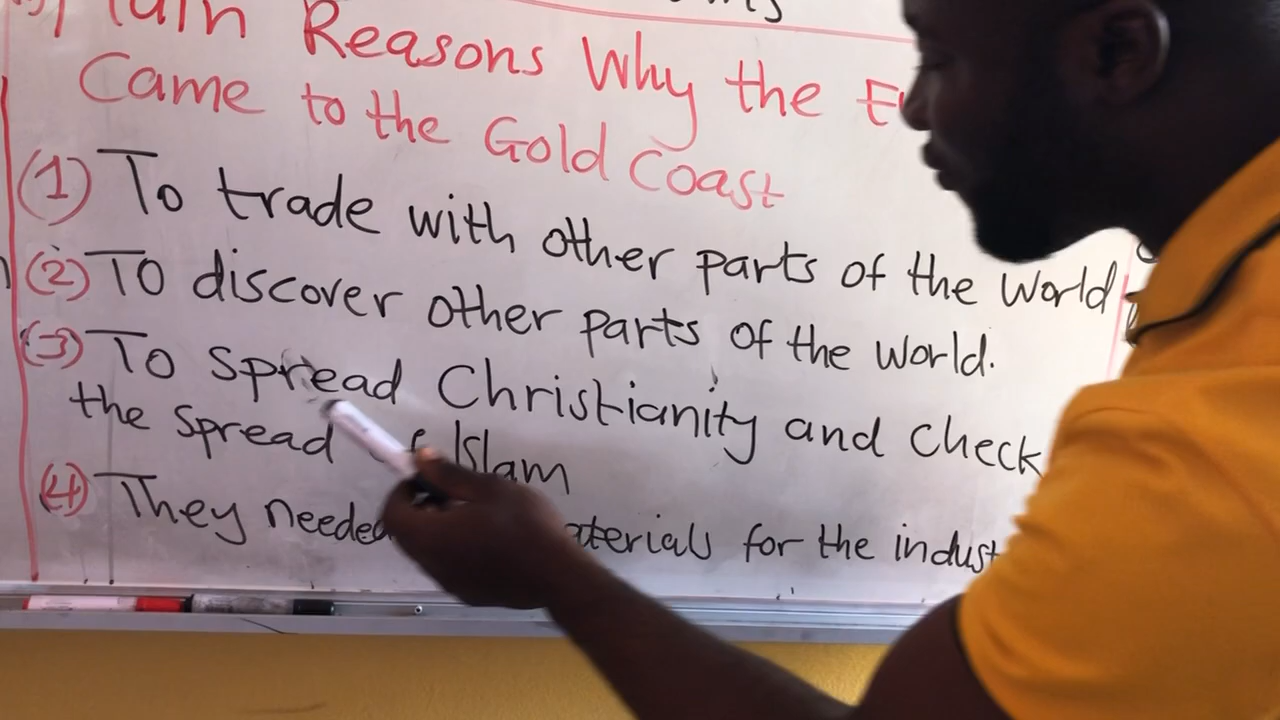 Main Reasons Why the
Came to the Gold Coast
(1) To trade with other parts of the World
(2) TO discover other parts of the World.
(3) To Spread Christianity and Check
the Spread of Islam
(4) They needed materials for the